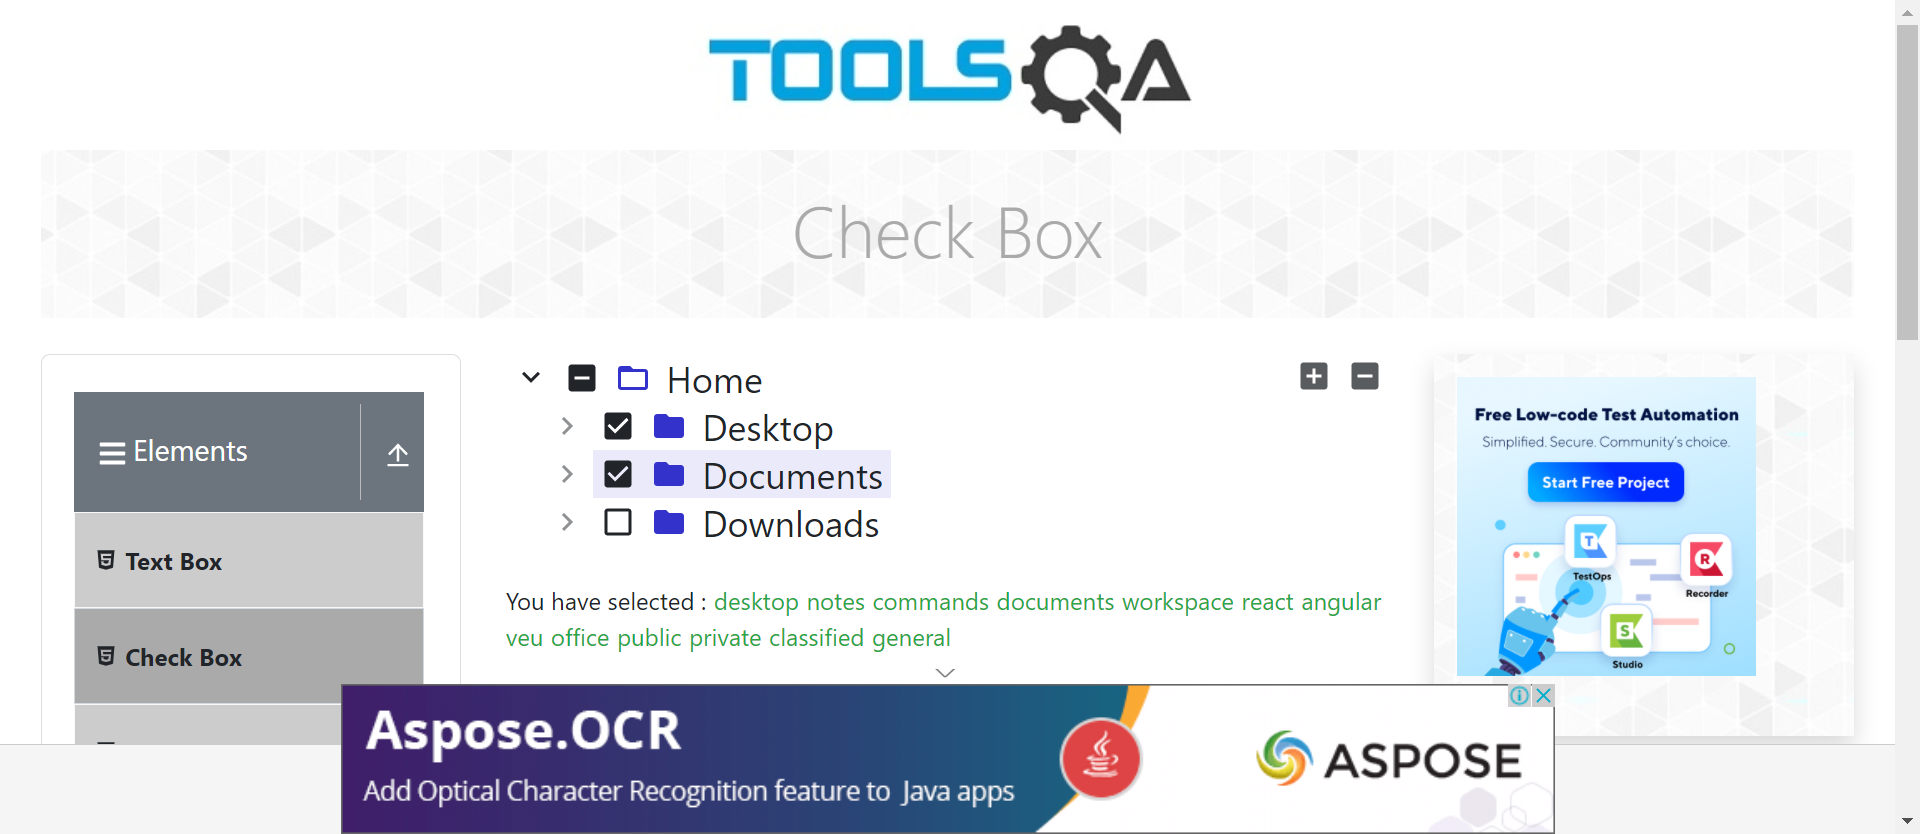 TOOLSQA
Check Box
Elements
Text Box
Check Box
Home
Desktop
Documents
Downloads
You have selected : desktop notes commands documents workspace react angular
veu office public private classified general
Free Low-code Test Automation
Simplified. Secure. Community's choice.
Start Free Project
TestOps
Recorder
Studio
Aspose.OCR
Add Optical Character Recognition feature to Java apps
ASPOSE